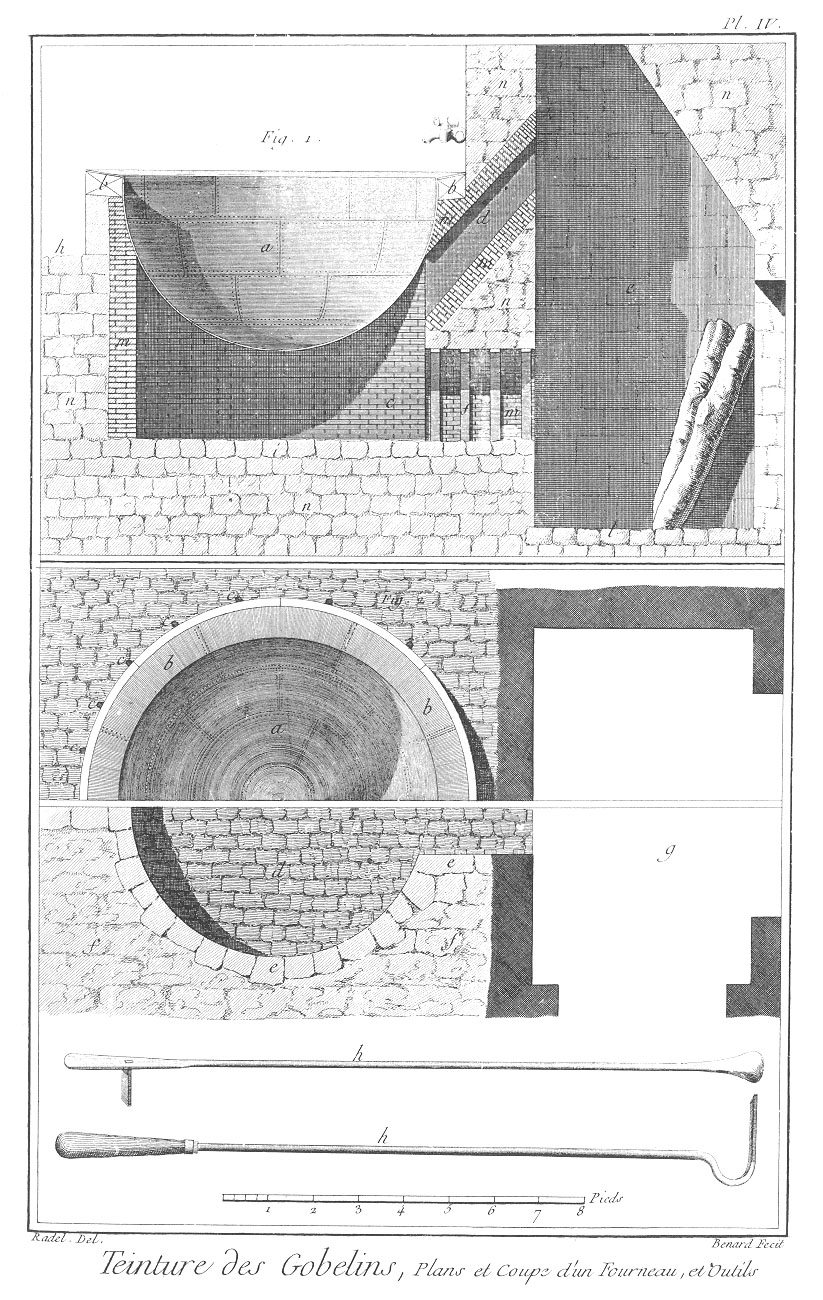 Pl. IV.
Fig. 1.
n
n
b
b
m
d
h
a
m
n
e
m
n
c
f
m
i
n
l
Fig. 2
c
c
c
c
c
b
b
a
g
d
e
f
f
e
h
h
1 2 3 4 5 6 7 8 Pieds
Radel. Del.
Benard Fecit
Teinture des Gobelins, Plans et Coupe d'un Fourneau, et Outils